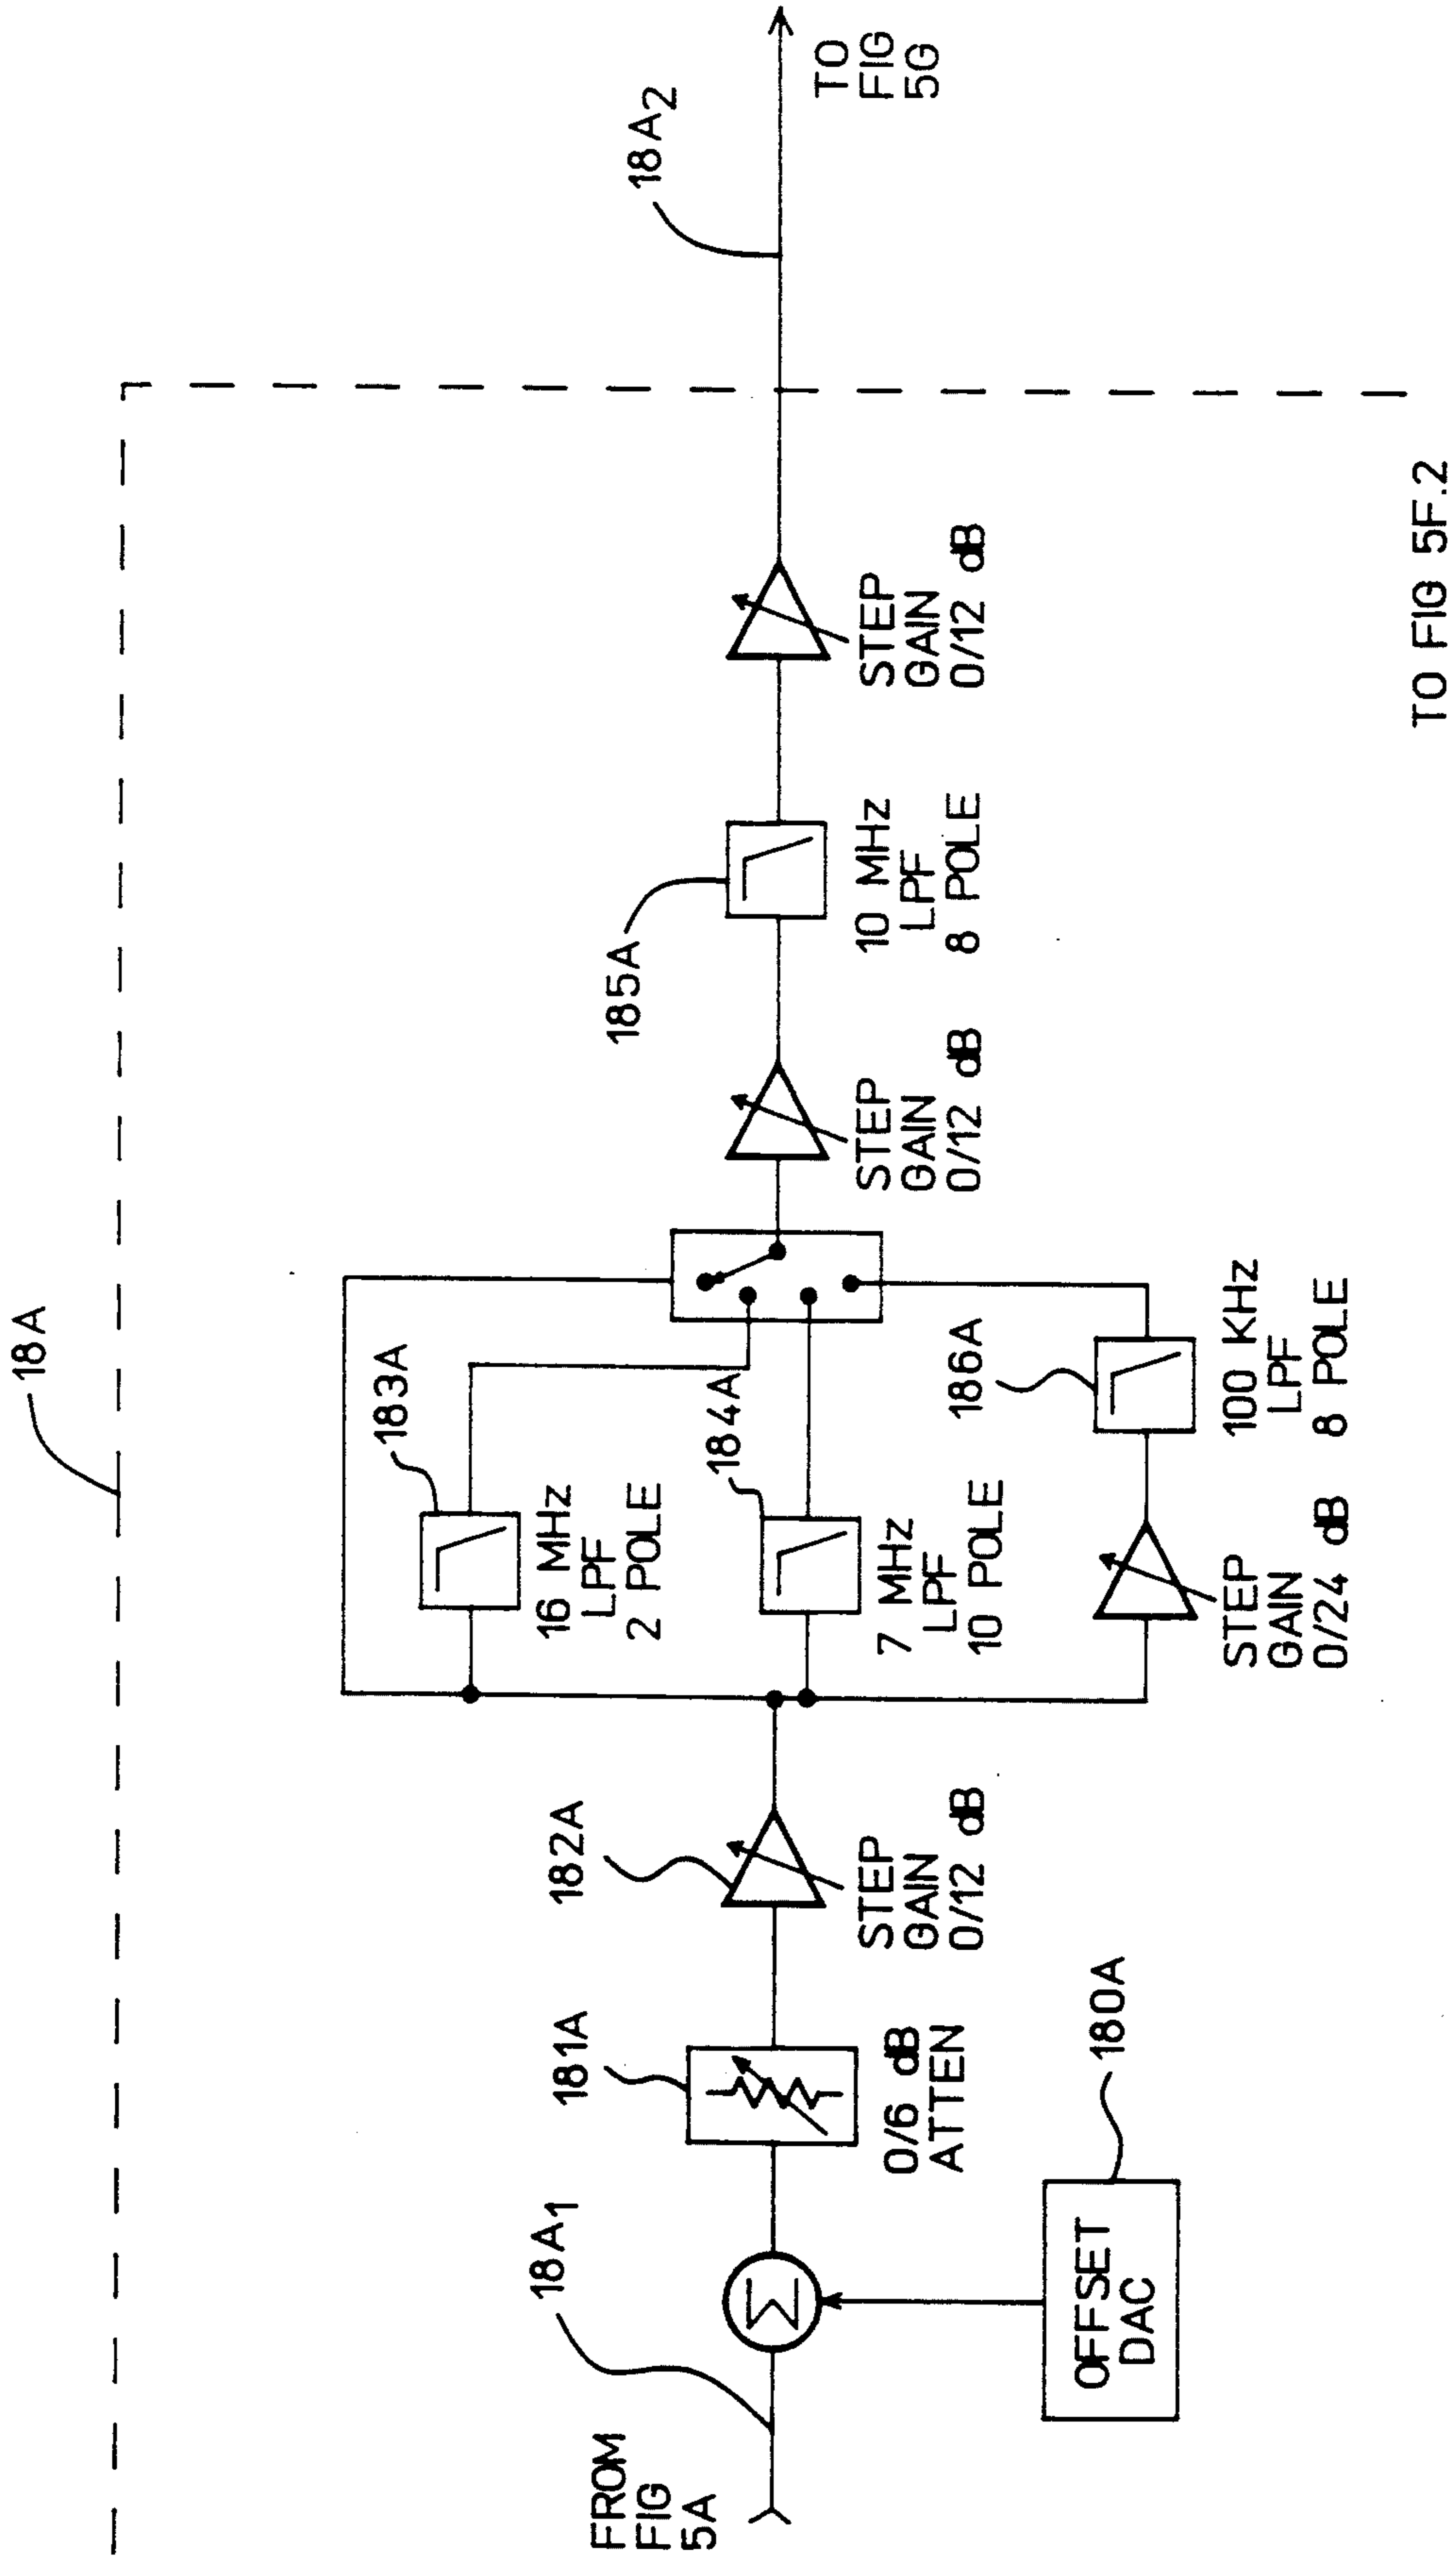 18A
FROM
FIG
5A
18A1
Σ
OFFSET
DAC
180A
181A
0/6 dB
ATTEN
182A
STEP
GAIN
0/12 dB
183A
16 MHz
LPF
2 POLE
184A
7 MHz
LPF
10 POLE
STEP
GAIN
0/24 dB
186A
100 KHz
LPF
8 POLE
STEP
GAIN
0/12 dB
185A
10 MHz
LPF
8 POLE
STEP
GAIN
0/12 dB
18A2
TO
FIG
5G
TO FIG 5F.2